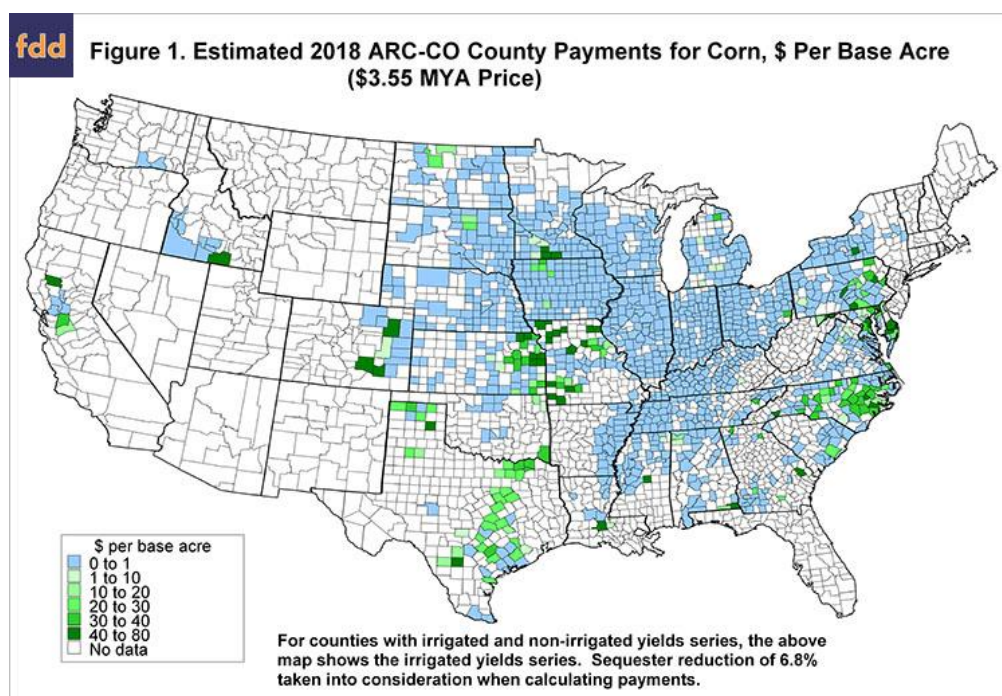 fdd
Figure 1. Estimated 2018 ARC-CO County Payments for Corn, $ Per Base Acre
($3.55 MYA Price)
$ per base acre
0 to 1
1 to 10
10 to 20
20 to 30
30 to 40
40 to 80
No data
For counties with irrigated and non-irrigated yields series, the above
map shows the irrigated yields series. Sequester reduction of 6.8%
taken into consideration when calculating payments.